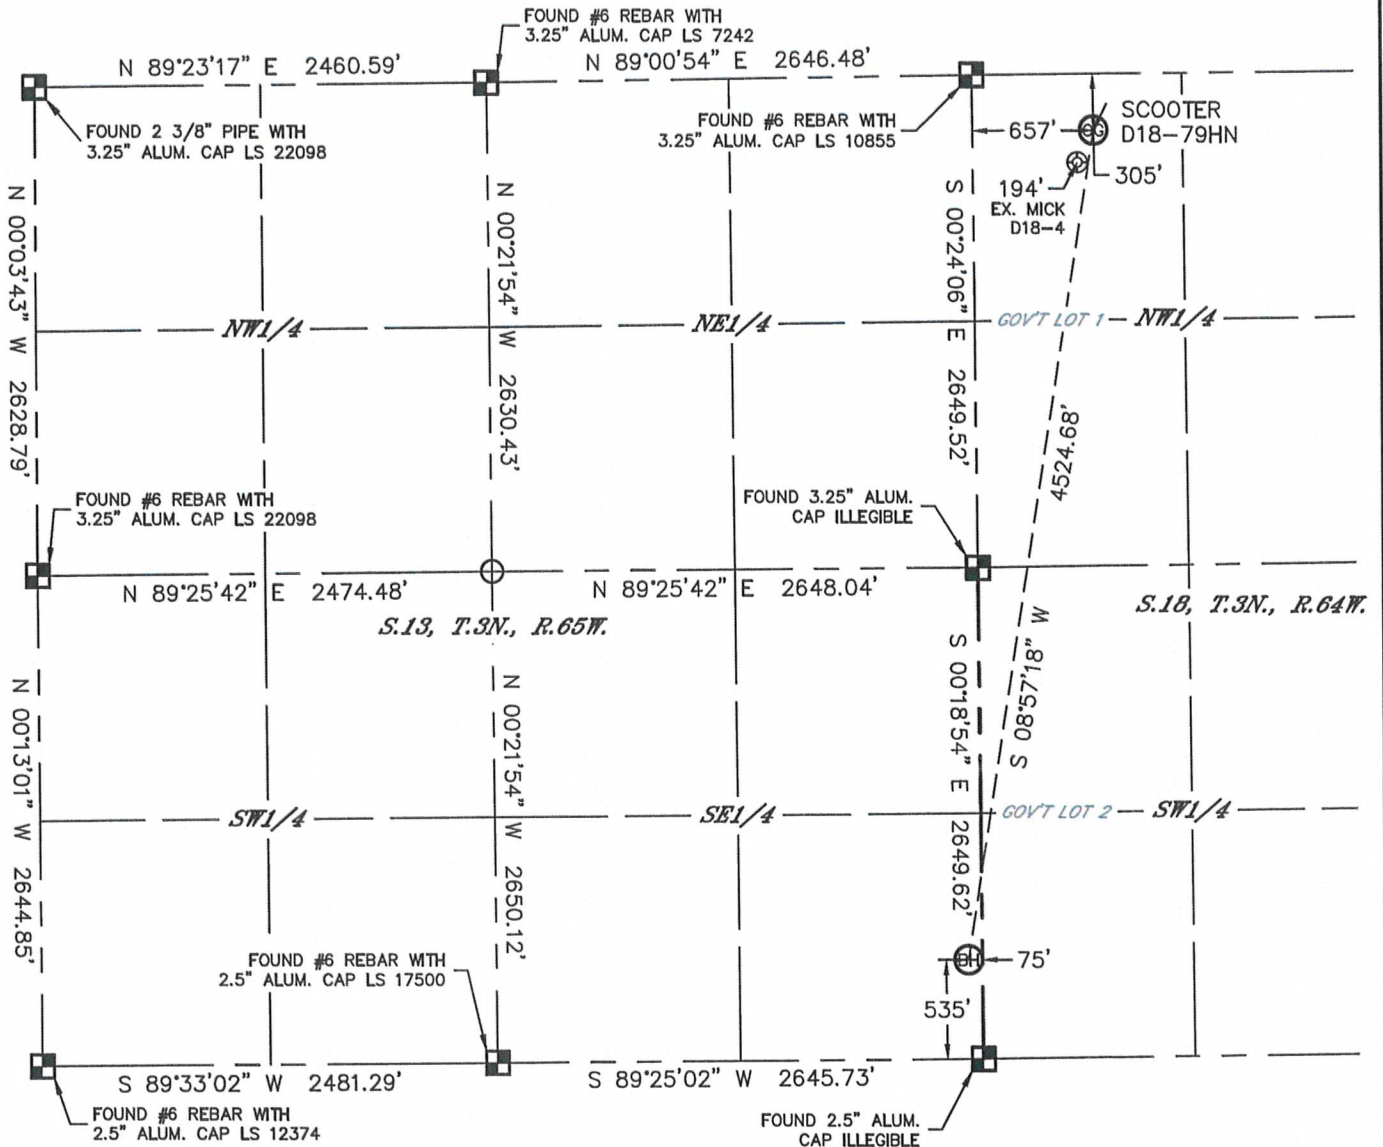 FOUND #6 REBAR WITH
3.25" ALUM. CAP LS 7242
N 89°23'17" E 2460.59'
N 89°00'54" E 2646.48'
FOUND 2 3/8" PIPE WITH
3.25" ALUM. CAP LS 22098
FOUND #6 REBAR WITH
3.25" ALUM. CAP LS 10855
657'
OG
SCOOTER
D18-79HN
305'
194'
EX. MICK
D18-4
N 00°03'43" W 2628.79'
N 00°21'54" W 2630.43'
S 00°24'06" E 2649.52'
NW1/4
NE1/4
GOV'T LOT 1
NW1/4
4524.68'
FOUND #6 REBAR WITH
3.25" ALUM. CAP LS 22098
FOUND 3.25" ALUM.
CAP ILLEGIBLE
N 89°25'42" E 2474.48'
N 89°25'42" E 2648.04'
S.13, T.3N., R.65W.
S.18, T.3N., R.64W.
N 00°13'01" W 2644.85'
N 00°21'54" W 2650.12'
S 00°18'54" E 2649.62'
S 08°57'18" W
SW1/4
SE1/4
GOV'T LOT 2
SW1/4
FOUND #6 REBAR WITH
2.5" ALUM. CAP LS 17500
BH
75'
535'
S 89°33'02" W 2481.29'
S 89°25'02" W 2645.73'
FOUND #6 REBAR WITH
2.5" ALUM. CAP LS 12374
FOUND 2.5" ALUM.
CAP ILLEGIBLE